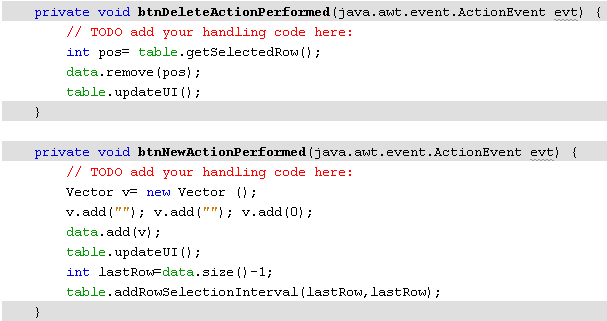 private void btnDeleteActionPerformed(java.awt.event.ActionEvent evt) {
// TODO add your handling code here:
int pos= table.getSelectedRow();
data.remove(pos);
table.updateUI();
}
private void btnNewActionPerformed(java.awt.event.ActionEvent evt) {
// TODO add your handling code here:
Vector v= new Vector ();
v.add(""); v.add(""); v.add(0);
data.add(v);
table.updateUI();
int lastRow=data.size()-1;
table.addRowSelectionInterval(lastRow,lastRow);
}